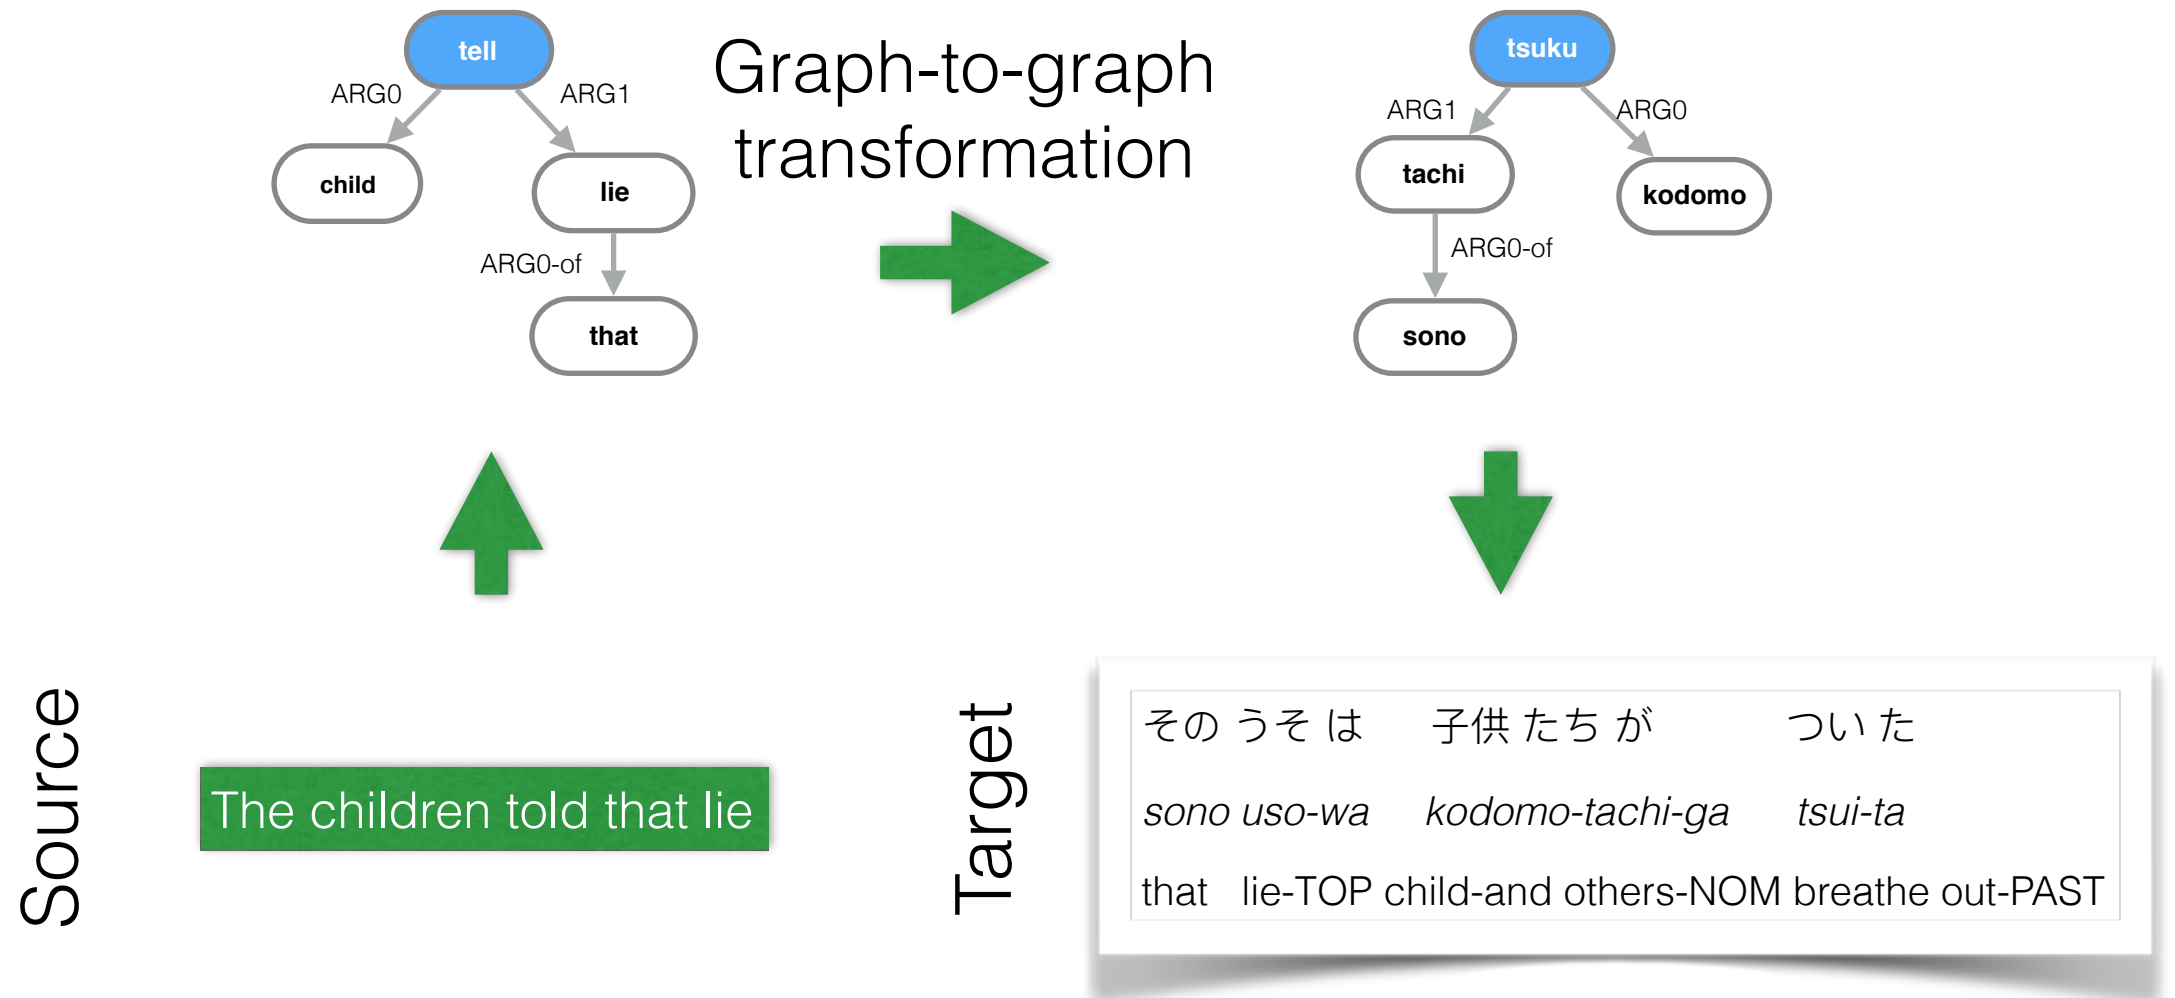 tell
ARG0
ARG1
child
lie
ARG0-of
that
Graph-to-graph
transformation
tsuku
ARG1
ARG0
tachi
kodomo
ARG0-of
sono
Source
The children told that lie
Target
その うそ は 子供 たち が つい た
sono uso-wa kodomo-tachi-ga tsui-ta
that lie-TOP child-and others-NOM breathe out-PAST